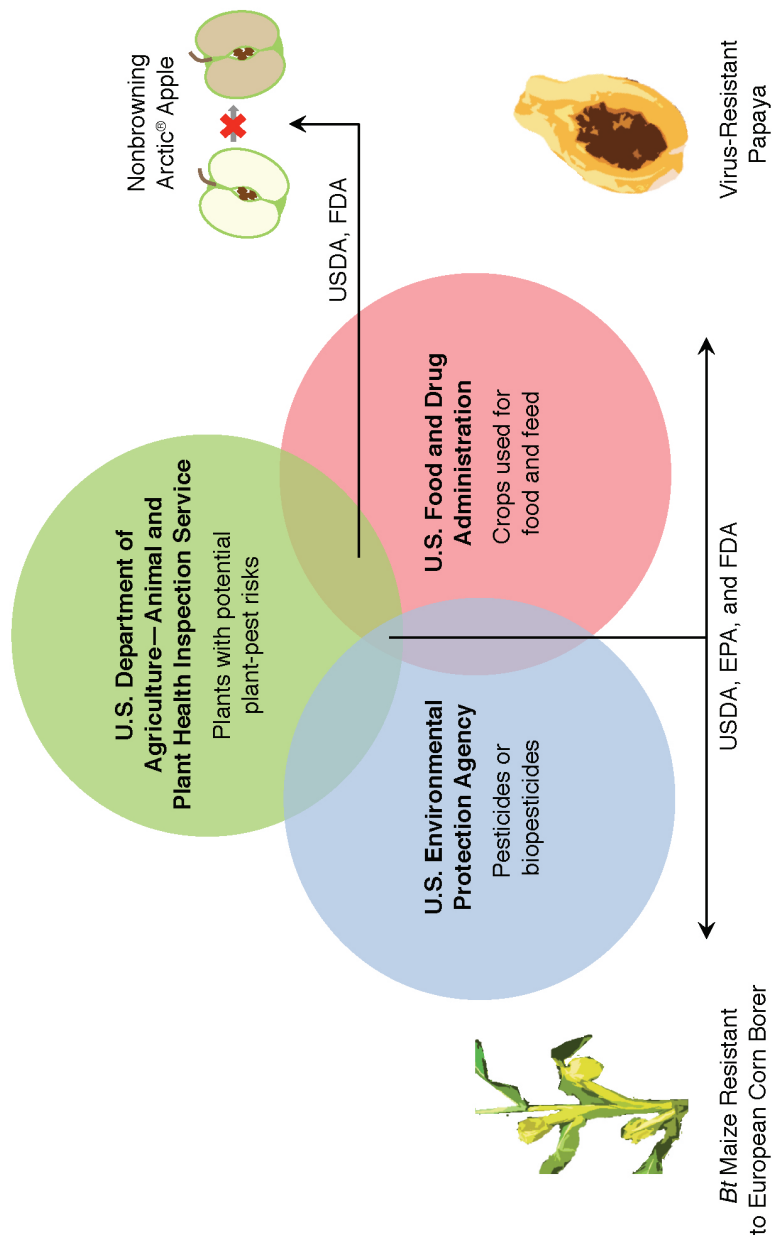 U.S. Department of
Agriculture—Animal and
Plant Health Inspection Service
Plants with potential
plant-pest risks
Nonbrowning
Arctic® Apple
USDA, FDA
U.S. Environmental
Protection Agency
Pesticides or
biopesticides
U.S. Food and Drug
Administration
Crops used for
food and feed
Bt Maize Resistant
to European Corn Borer
USDA, EPA, and FDA
Virus-Resistant
Papaya